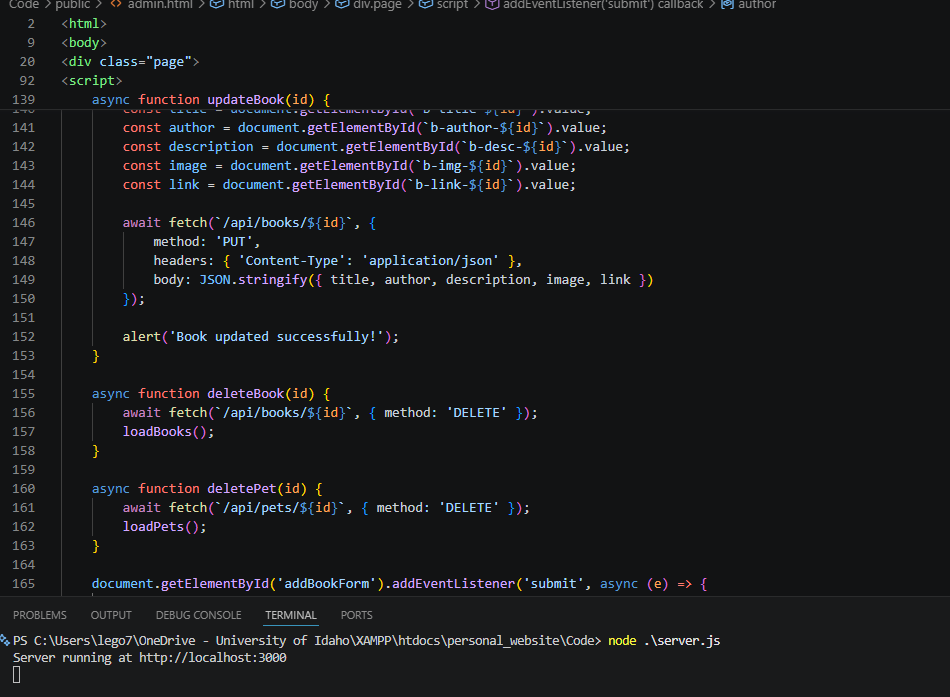 Code > public > <> admin.html > html > body > div.page > script > addEventListener('submit') callback > author
2 <html>
9 <body>
20 <div class="page">
92 <script>
139 async function updateBook(id) {
140 const title = document.getElementById(`b-title-${id}`).value;
141 const author = document.getElementById(`b-author-${id}`).value;
142 const description = document.getElementById(`b-desc-${id}`).value;
143 const image = document.getElementById(`b-img-${id}`).value;
144 const link = document.getElementById(`b-link-${id}`).value;
145
146 await fetch(`/api/books/${id}`, {
147 method: 'PUT',
148 headers: { 'Content-Type': 'application/json' },
149 body: JSON.stringify({ title, author, description, image, link })
150 });
151
152 alert('Book updated successfully!');
153 }
154
155 async function deleteBook(id) {
156 await fetch(`/api/books/${id}`, { method: 'DELETE' });
157 loadBooks();
158 }
159
160 async function deletePet(id) {
161 await fetch(`/api/pets/${id}`, { method: 'DELETE' });
162 loadPets();
163 }
164
165 document.getElementById('addBookForm').addEventListener('submit', async (e) => {
PROBLEMS OUTPUT DEBUG CONSOLE TERMINAL PORTS
PS C:\Users\lego7\OneDrive - University of Idaho\XAMPP\htdocs\personal_website\Code> node .\server.js
Server running at http://localhost:3000